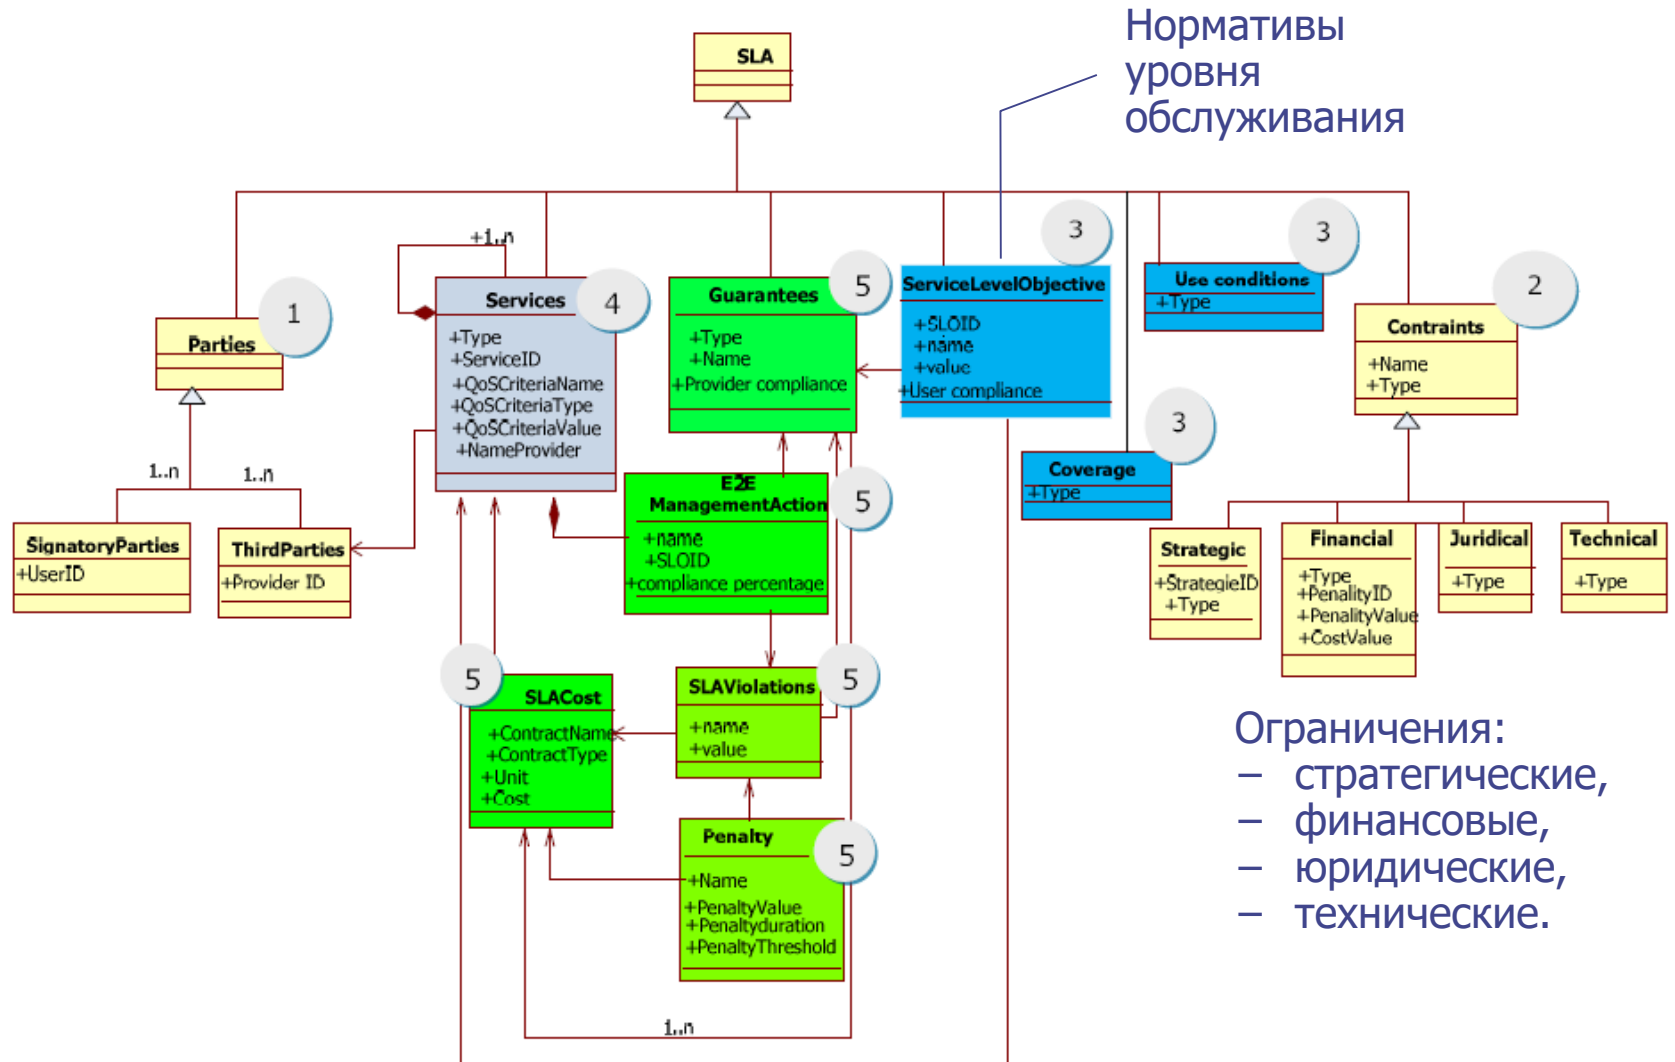 SLA
Нормативы
уровня
обслуживания
1
Parties
1..n
1..n
SignatoryParties
+UserID
ThirdParties
+Provider ID
+1..n
4
Services
+Type
+ServiceID
+QoSCriteriaName
+QoSCriteriaType
+QoSCriteriaValue
+NameProvider
5
Guarantees
+Type
+Name
+Provider compliance
3
ServiceLevelObjective
+SLOID
+name
+value
+User compliance
3
Use conditions
+Type
3
Coverage
+Type
2
Contraints
+Name
+Type
Strategic
+StrategieID
+Type
Financial
+Type
+PenalityID
+PenalityValue
+CostValue
Juridical
+Type
Technical
+Type
5
E2E
ManagementAction
+name
+SLOID
+compliance percentage
5
SLACost
+ContractName
+ContractType
+Unit
+Cost
5
SLAViolations
+name
+value
5
Penalty
+Name
+PenaltyValue
+Penaltyduration
+PenaltyThreshold
1..n
Ограничения:
– стратегические,
– финансовые,
– юридические,
– технические.